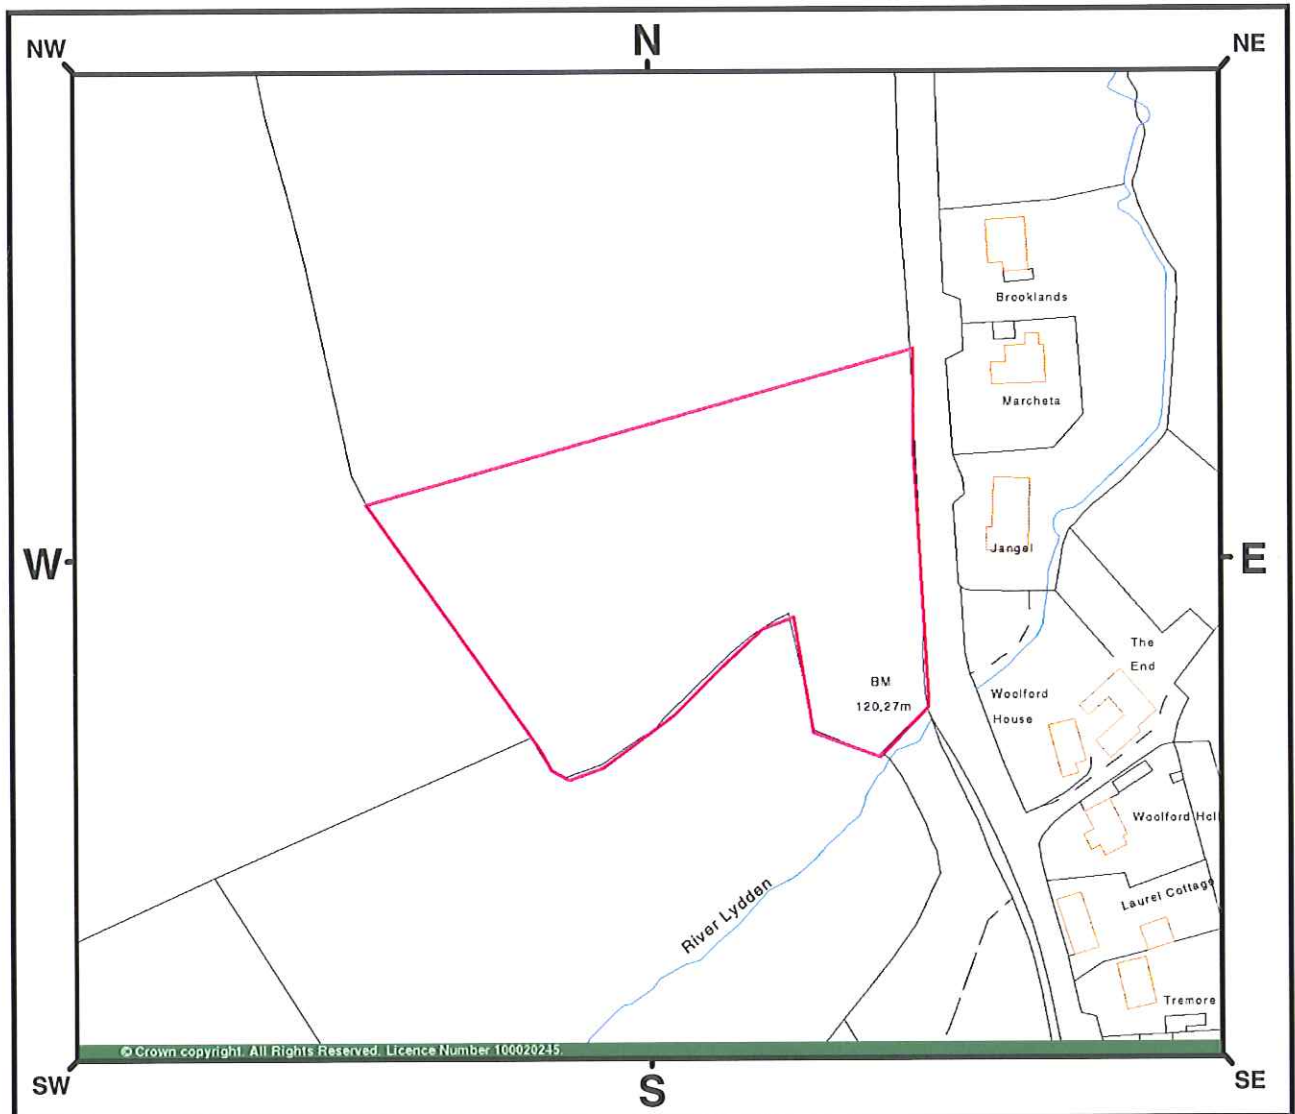 NW
N
NE
Brooklands
Marcheta
Jangel
W
E
The
End
BM
120,27m
Woolford
House
Woolford Hol
Laurel Cottage
River Lydden
Tremore
© Crown copyright. All Rights Reserved. Licence Number 100020245.
SW
S
SE